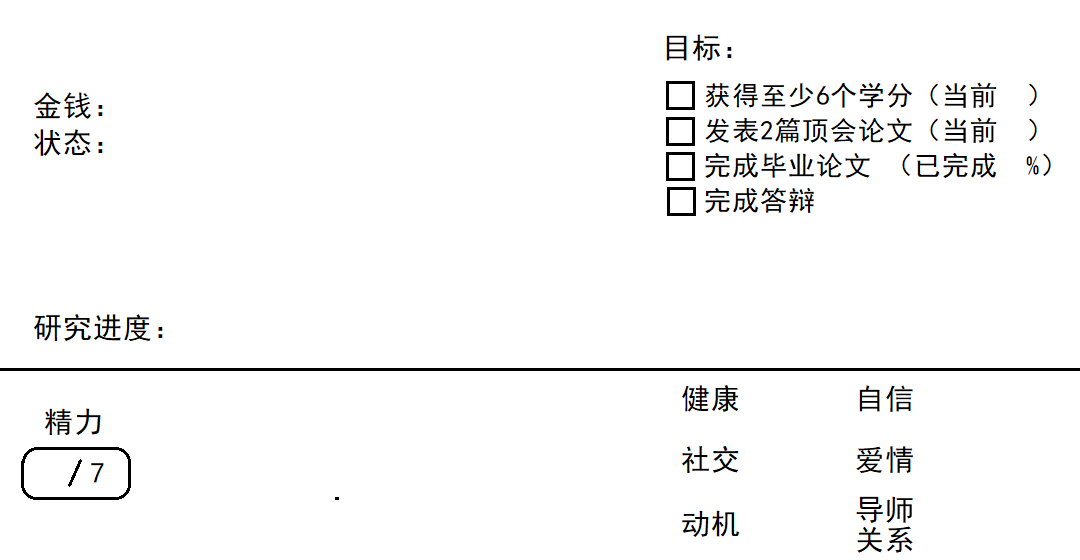 目标：
金钱：
状态：
获得至少6个学分（当前　）
发表2篇顶会论文（当前　）
完成毕业论文　（已完成　%）
完成答辩
研究进度：
精力
/7
健康　自信
社交　爱情
动机　导师
关系